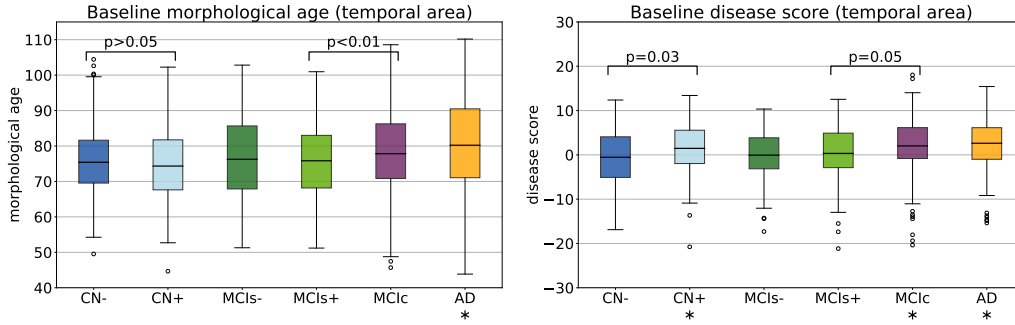 Baseline morphological age (temporal area)
morphological age
110
100
90
80
70
60
50
40
p>0.05
p<0.01
CN- CN+ MCIs- MCIs+ MCIc AD
*
Baseline disease score (temporal area)
disease score
30
20
10
0
−10
−20
−30
p=0.03
p=0.05
CN- CN+ MCIs- MCIs+ MCIc AD
* * *